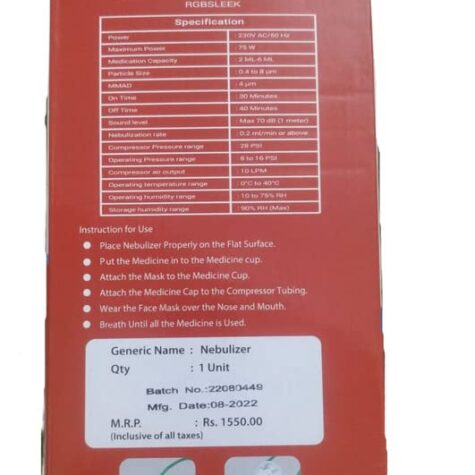 RGBSLEEK
Specification
Power : 230V AC/50 Hz
Maximum Power : 75 W
Medication Capacity : 2 ML-6 ML
Particle Size : 0.4 to 8 µm
MMAD : 4 µm
On Time : 30 Minutes
Off Time : 40 Minutes
Sound level : Max 70 dB (1 meter)
Nebulization rate : 0.2 ml/min or above
Compressor Pressure range : 28 PSI
Operating Pressure range : 8 to 16 PSI
Compressor air output : 10 LPM
Operating temperature range : 0°C to 40°C
Operating humidity range : 10 to 75% RH
Storage humidity range : 90% RH (Max)
Instruction for Use
Place Nebulizer Properly on the Flat Surface.
Put the Medicine in to the Medicine cup.
Attach the Mask to the Medicine Cup.
Attach the Medicine Cap to the Compressor Tubing.
Wear the Face Mask over the Nose and Mouth.
Breath Until all the Medicine is Used.
Generic Name : Nebulizer
Qty : 1 Unit
Batch No.:22080449
Mfg. Date:08-2022
M.R.P. : Rs. 1550.00
(Inclusive of all taxes)